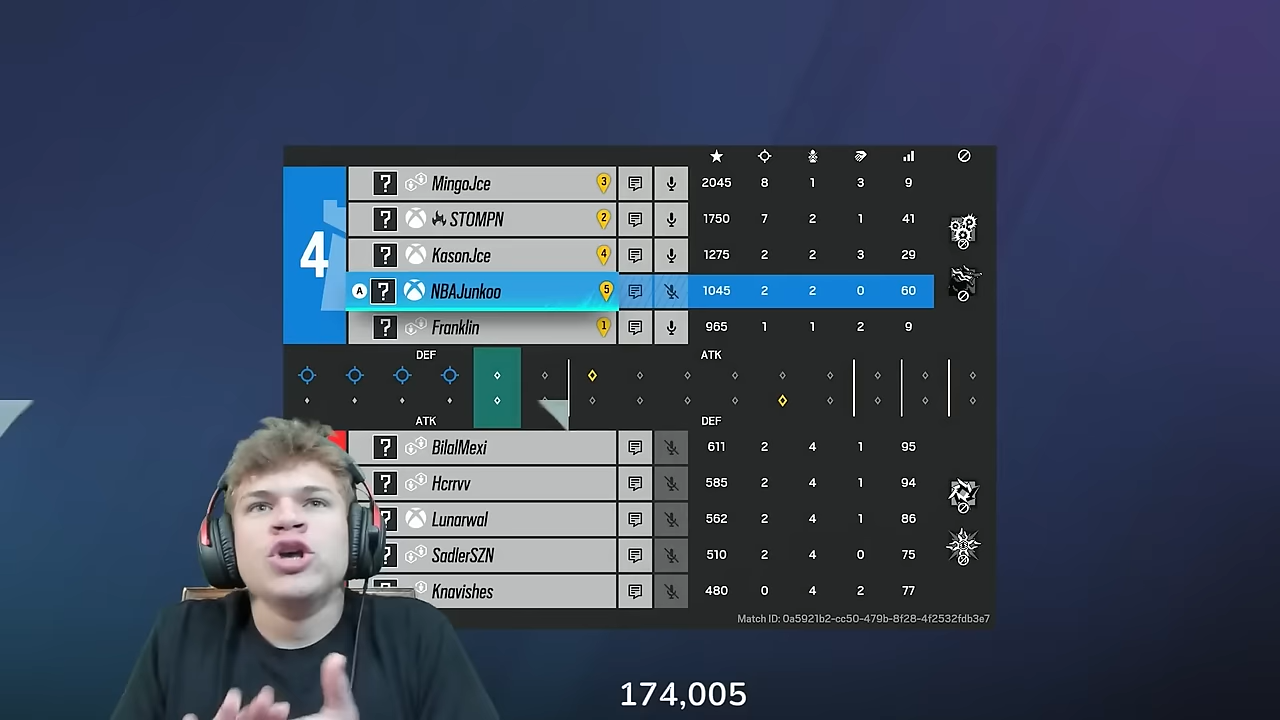 ? MingoJce 3 2045 8 1 3 9
? STOMPN 2 1750 7 2 1 41
4
? KasonJce 4 1275 2 2 3 29
A ? NBAJunkoo 5 1045 2 2 0 60
? Franklin 1 965 1 1 2 9
DEF ATK
ATK DEF
? BilalMexi 611 2 4 1 95
? Hcrrvv 585 2 4 1 94
? Lunarwal 562 2 4 1 86
? SadlerSZN 510 2 4 0 75
? Knavishes 480 0 4 2 77
Match ID: 0a5921b2-cc50-479b-8f28-4f2532fdb3e7
174,005